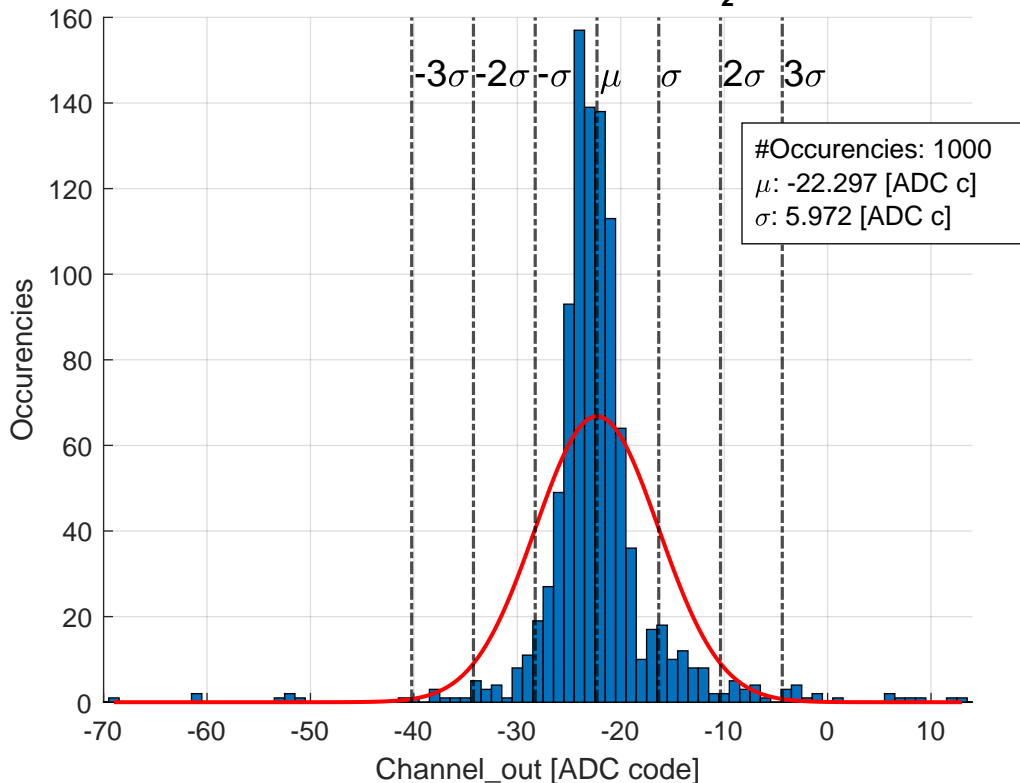 2
160
140
120
100
80
60
40
20
0
Occurencies
-3σ -2σ -σ μ σ 2σ 3σ
#Occurencies: 1000
μ: -22.297 [ADC c]
σ: 5.972 [ADC c]
-70 -60 -50 -40 -30 -20 -10 0 10
Channel_out [ADC code]